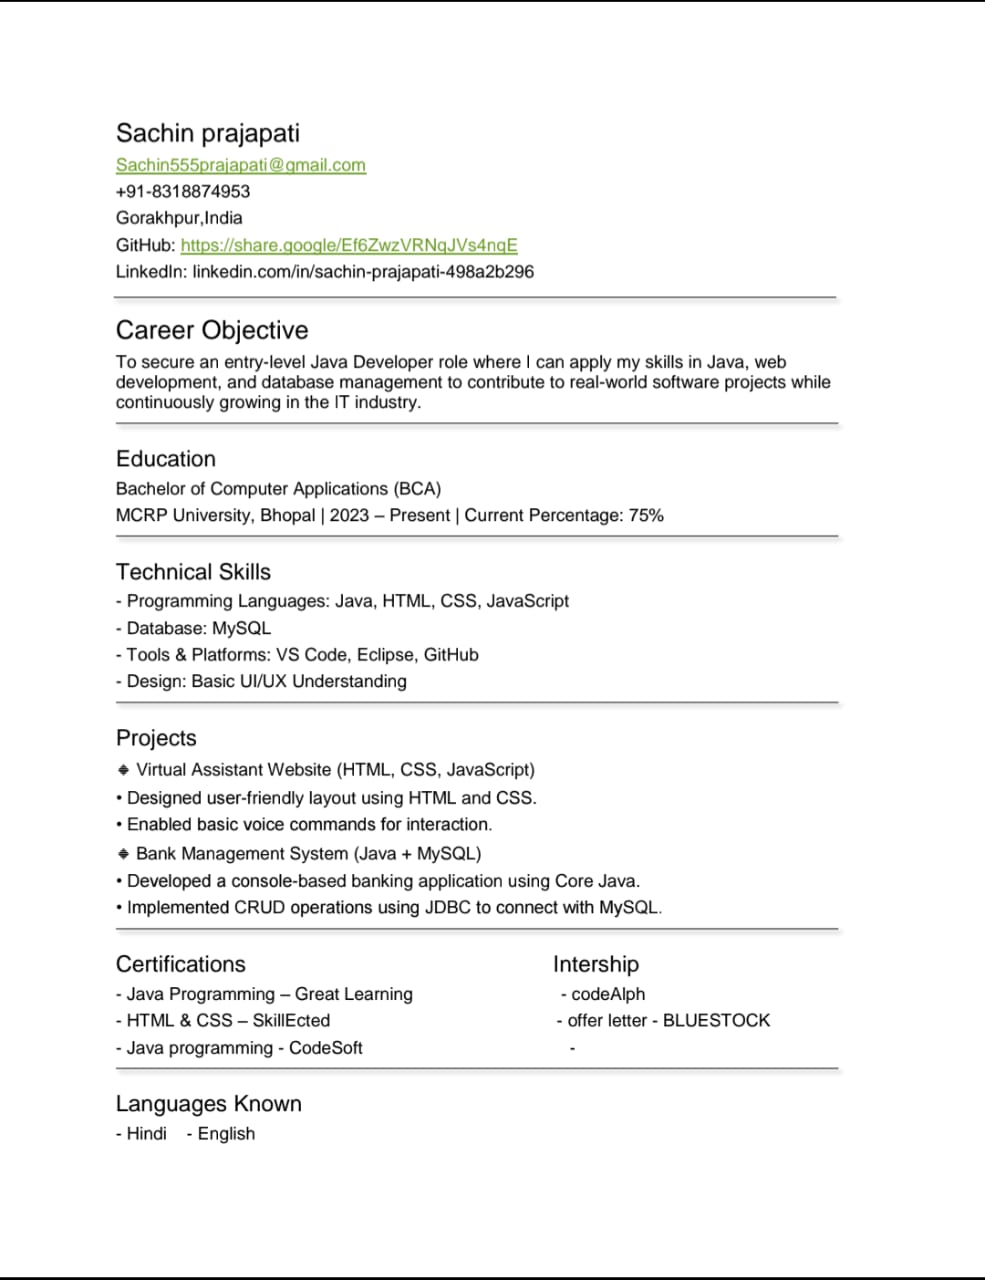 Sachin prajapati
Sachin555prajapati@gmail.com
+91-8318874953
Gorakhpur,India
GitHub: https://share.google/Ef6ZwzVRNqJVs4nqE
LinkedIn: linkedin.com/in/sachin-prajapati-498a2b296
Career Objective
To secure an entry-level Java Developer role where I can apply my skills in Java, web
development, and database management to contribute to real-world software projects while
continuously growing in the IT industry.
Education
Bachelor of Computer Applications (BCA)
MCRP University, Bhopal | 2023 – Present | Current Percentage: 75%
Technical Skills
- Programming Languages: Java, HTML, CSS, JavaScript
- Database: MySQL
- Tools & Platforms: VS Code, Eclipse, GitHub
- Design: Basic UI/UX Understanding
Projects
◆ Virtual Assistant Website (HTML, CSS, JavaScript)
• Designed user-friendly layout using HTML and CSS.
• Enabled basic voice commands for interaction.
◆ Bank Management System (Java + MySQL)
• Developed a console-based banking application using Core Java.
• Implemented CRUD operations using JDBC to connect with MySQL.
Certifications
- Java Programming – Great Learning
- HTML & CSS – SkillEcted
- Java programming - CodeSoft
Intership
- codeAlph
- offer letter - BLUESTOCK
-
Languages Known
- Hindi - English